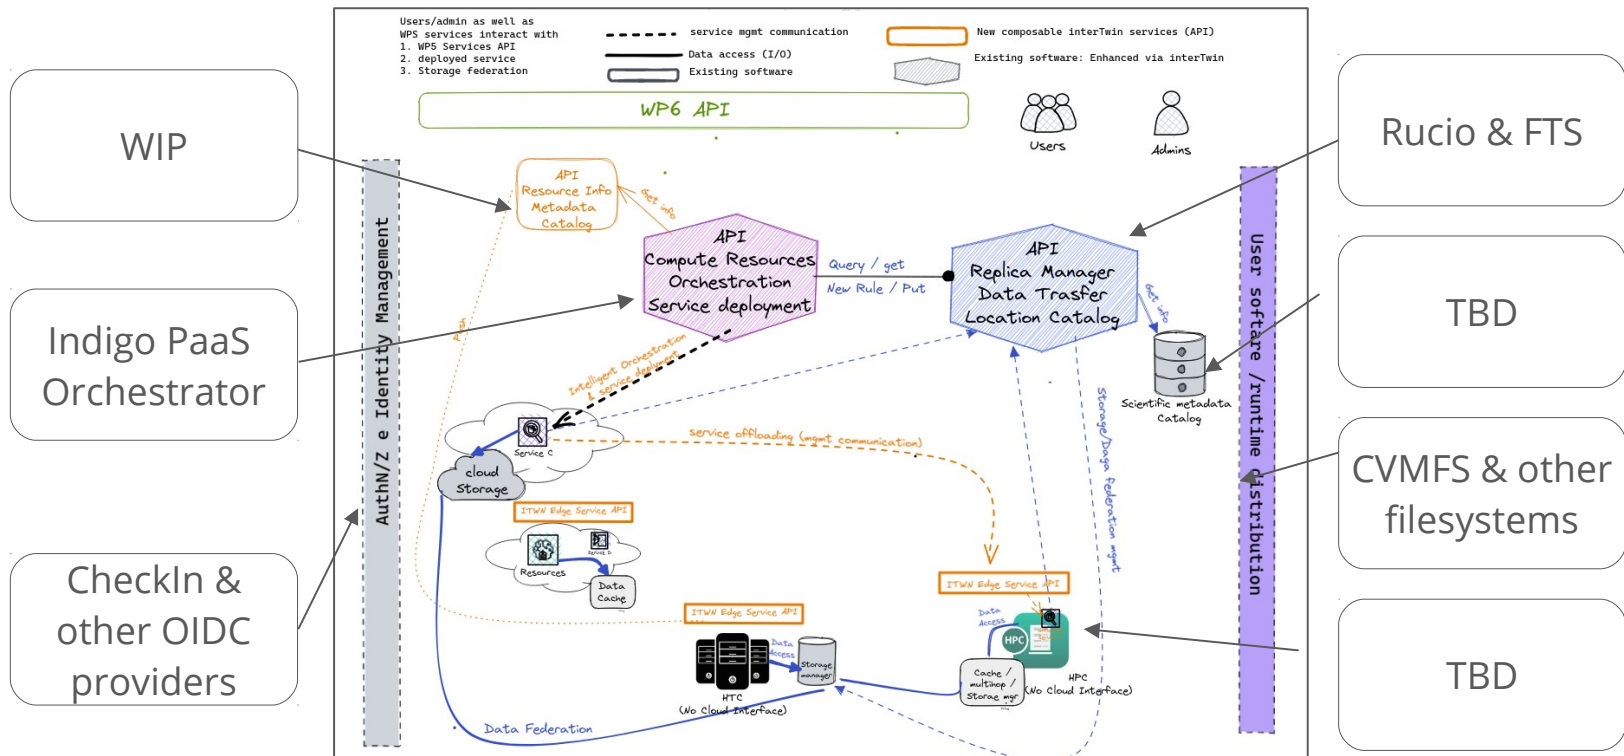 Users/admin as well as
WPS services interact with
1. WP5 Services API
2. deployed service
3. Storage federation
service mgmt communication
Data access (I/O)
Existing software
New composable interTwin services (API)
Existing software: Enhanced via interTwin
WP6 API
Users
Admins
WIP
Indigo PaaS
Orchestrator
CheckIn &
other OIDC
providers
Rucio & FTS
TBD
CVMFS & other
filesystems
TBD
AuthN/Z e Identity Management
User softare /runtime distribution
API
Resource Info
Metadata
Catalog
Get info
Push
API
Compute Resources
Orchestration
Service deployment
Query / get
New Rule / Put
API
Replica Manager
Data Trasfer
Location Catalog
Get info
Scientific metadata
Catalog
Intelligent Orchestration
& service deployment
Service C
cloud
Storage
service offloading (mgmt communication)
Storage/Daga federation mgmt
ITWN Edge Service API
Resources
Service D
Data
Cache
ITWN Edge Service API
HTC
(No Cloud Interface)
Data
Access
Storage
manager
ITWN Edge Service API
Data
Access
HPC
Cache /
multihop /
Storae mgr
HPC
(No Cloud Interface)
Data Federation